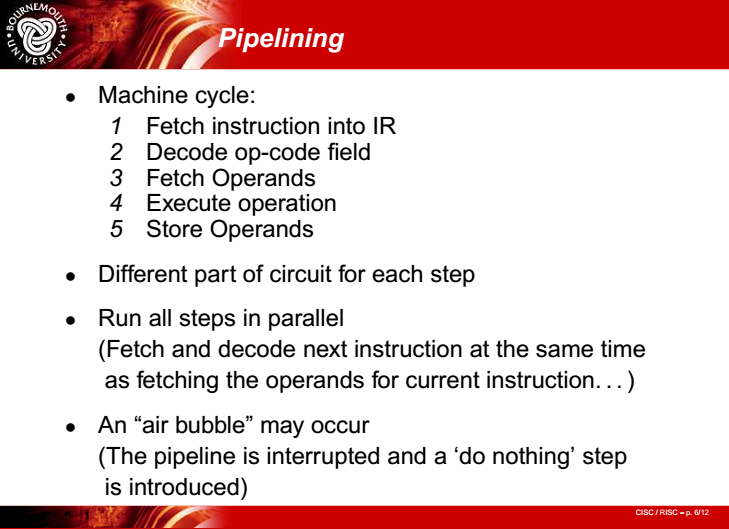 BOURNEMOUTH
UNIVERSITY
Pipelining
● Machine cycle:
1 Fetch instruction into IR
2 Decode op-code field
3 Fetch Operands
4 Execute operation
5 Store Operands
● Different part of circuit for each step
● Run all steps in parallel
(Fetch and decode next instruction at the same time
as fetching the operands for current instruction. . . )
● An “air bubble” may occur
(The pipeline is interrupted and a ‘do nothing’ step
is introduced)
CISC / RISC – p. 6/12